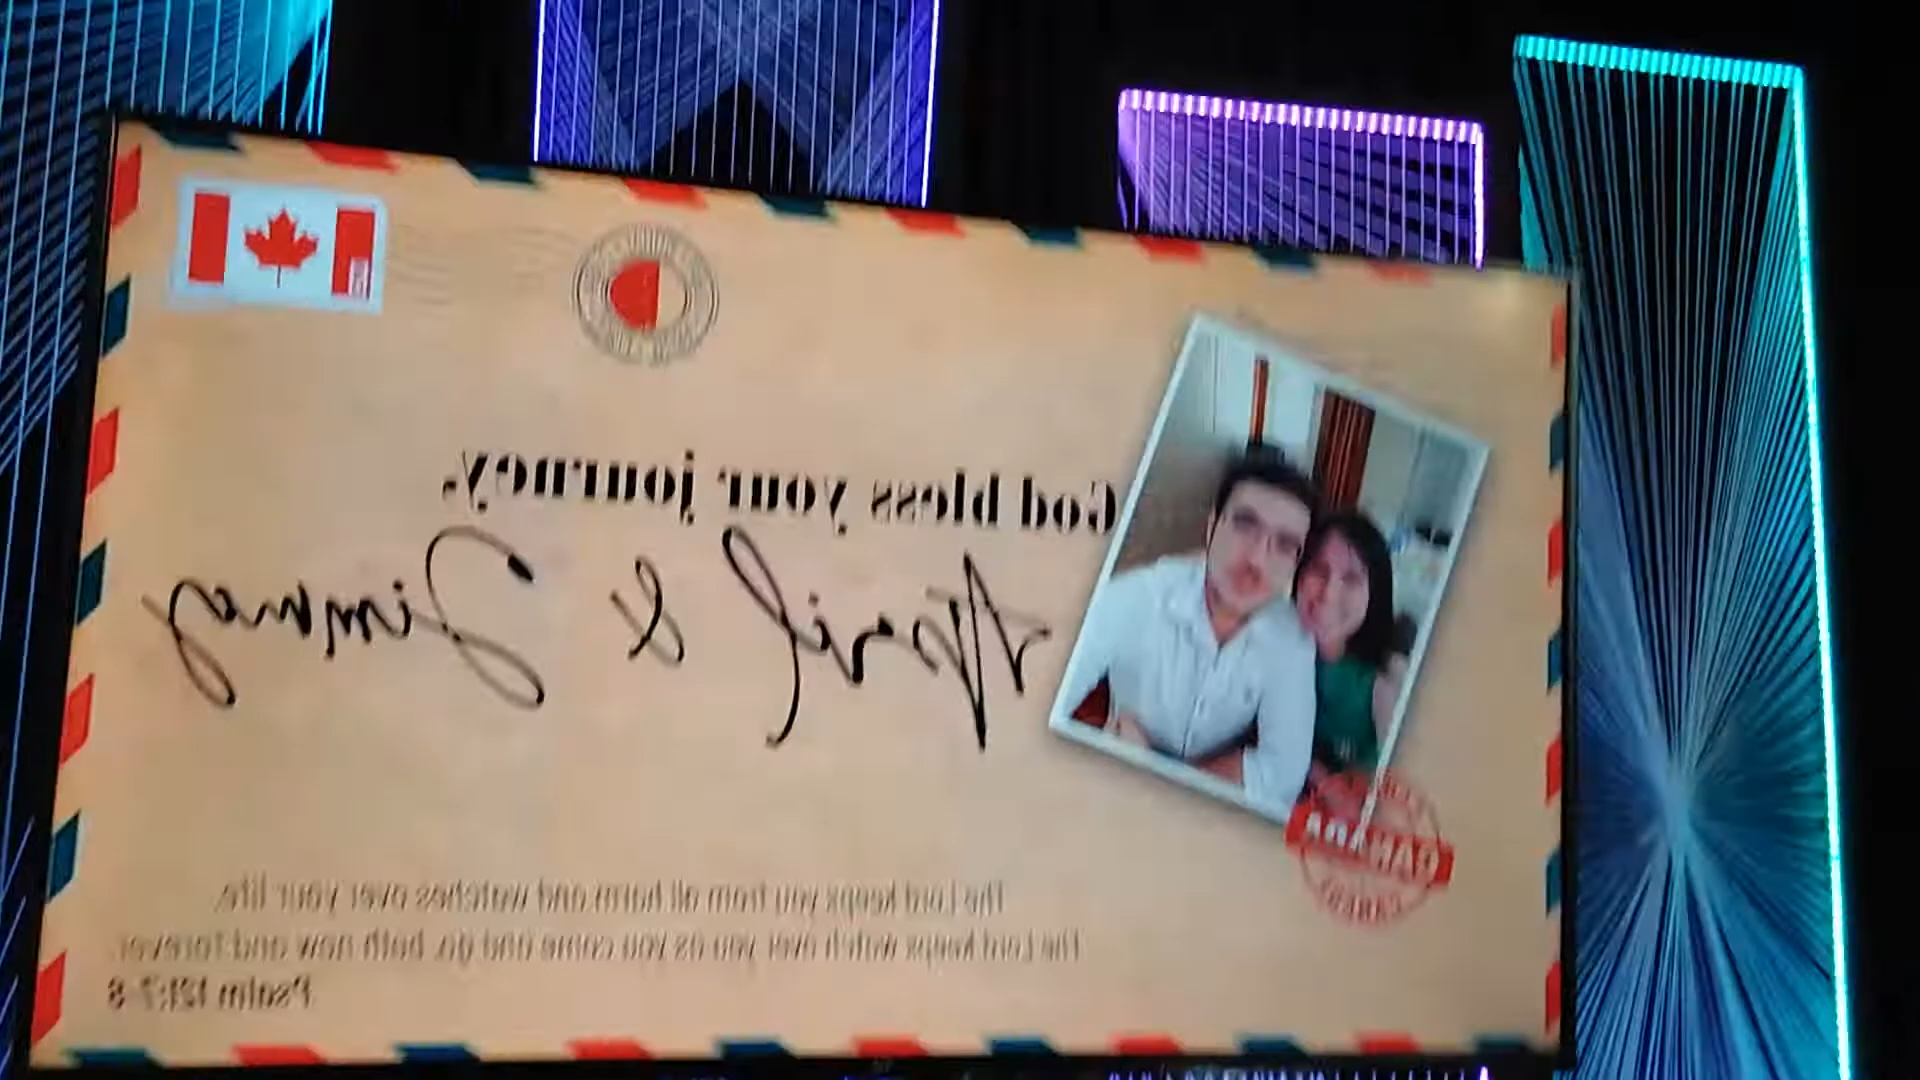 God bless your journey.
April & Jimmy
CANADA
The Lord keeps you from all harm and watches over your life.
The Lord keeps watch over you as you come and go, both now and forever.
Psalm 121:7-8